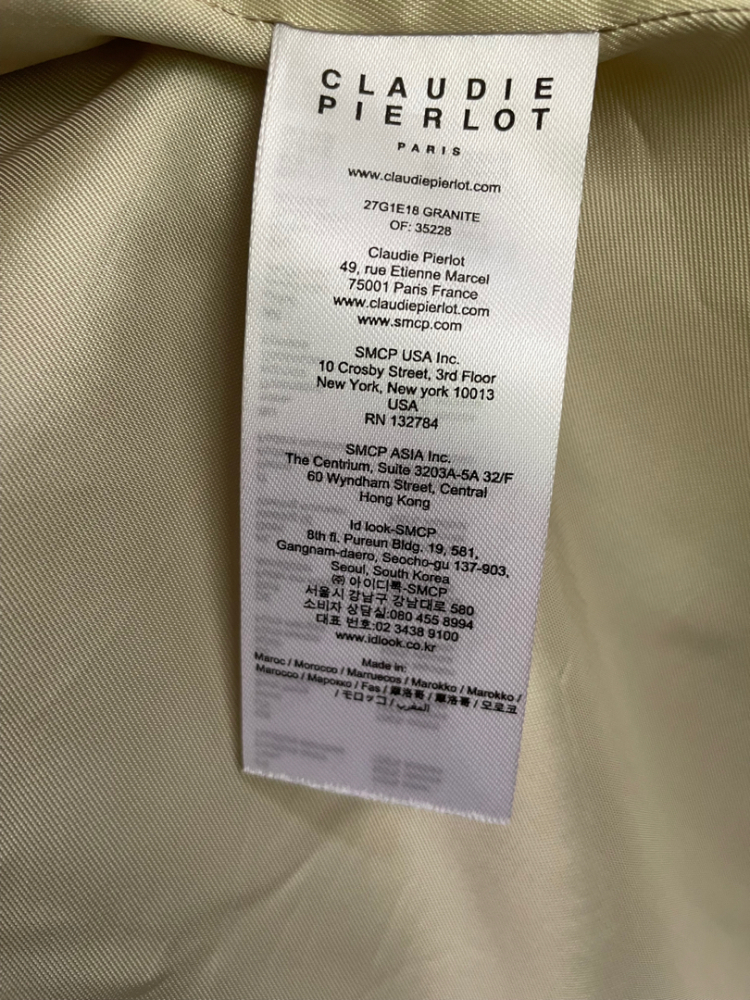 CLAUDIE
PIERLOT
PARIS
www.claudiepierlot.com
27G1E18 GRANITE
OF: 35228
Claudie Pierlot
49, rue Etienne Marcel
75001 Paris France
www.claudiepierlot.com
www.smcp.com
SMCP USA Inc.
10 Crosby Street, 3rd Floor
New York, New york 10013
USA
RN 132784
SMCP ASIA Inc.
The Centrium, Suite 3203A-5A 32/F
60 Wyndham Street, Central
Hong Kong
Id look-SMCP
8th fl. Pureun Bldg. 19, 581,
Gangnam-daero, Seocho-gu 137-903,
Seoul, South Korea
㈜ 아이디룩-SMCP
서울시 강남구 강남대로 580
소비자 상담실:080 455 8994
대표 번호:02 3438 9100
www.idlook.co.kr
Made in:
Maroc / Morocco / Marruecos / Marokko / Marokko /
Marocco / Марокко / Fas / 摩洛哥 / 摩洛哥 / 모로코
/ モロッコ / المغرب